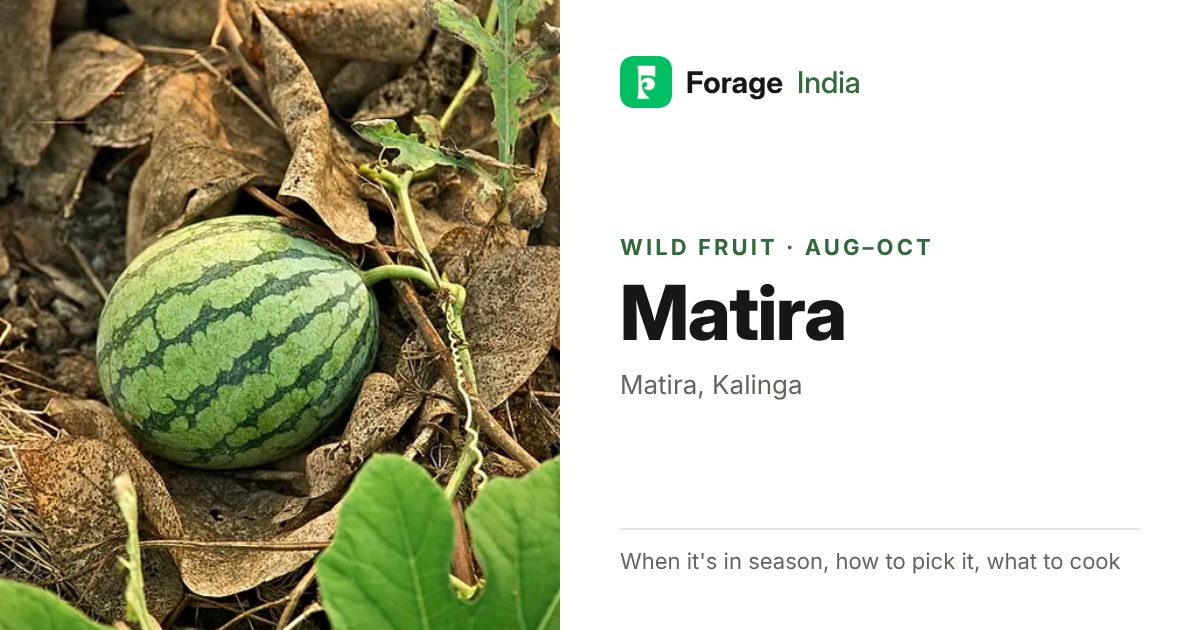 Forage India
WILD FRUIT · AUG–OCT
Matira
Matira, Kalinga
When it's in season, how to pick it, what to cook